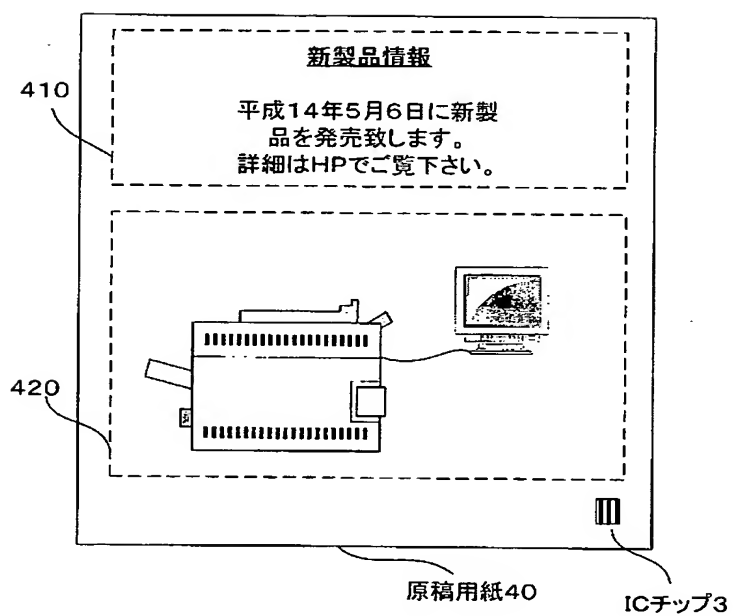 新製品情報
410
平成14年5月6日に新製
品を発売致します。
詳細はHPでご覧下さい。
420
原稿用紙40
ICチップ3